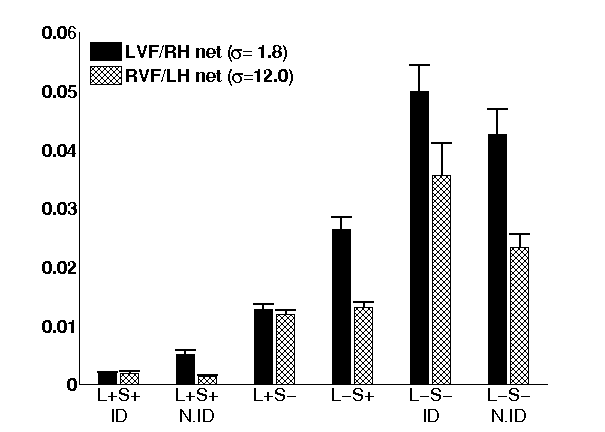 0.06
LVF/RH net (σ= 1.8)
RVF/LH net (σ=12.0)
0.05
0.04
0.03
0.02
0.01
0
L+S+ L+S+ L+S− L−S+ L−S− L−S−
ID N.ID ID N.ID